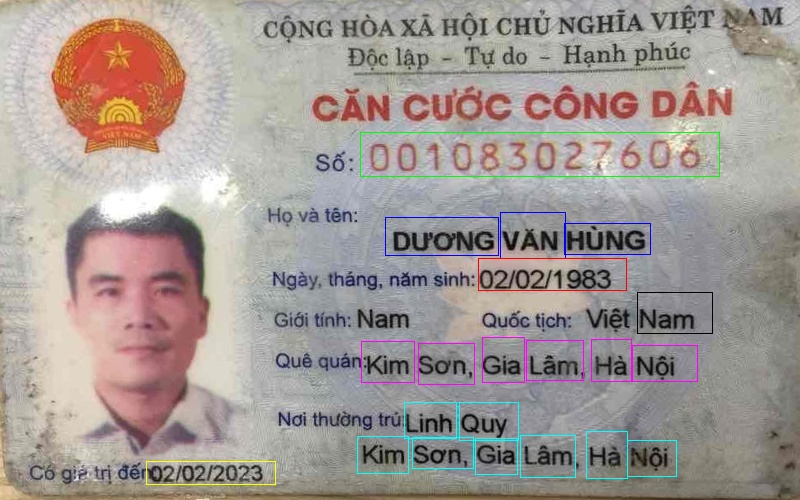 CỘNG HÒA XÃ HỘI CHỦ NGHĨA VIỆT NAM
Độc lập - Tự do - Hạnh phúc
CĂN CƯỚC CÔNG DÂN
Số: 001083027606
Họ và tên:
DƯƠNG VĂN HÙNG
Ngày, tháng, năm sinh: 02/02/1983
Giới tính: Nam Quốc tịch: Việt Nam
Quê quán: Kim Sơn, Gia Lâm, Hà Nội
Nơi thường trú: Linh Quy
Kim Sơn, Gia Lâm, Hà Nội
Có giá trị đến 02/02/2023